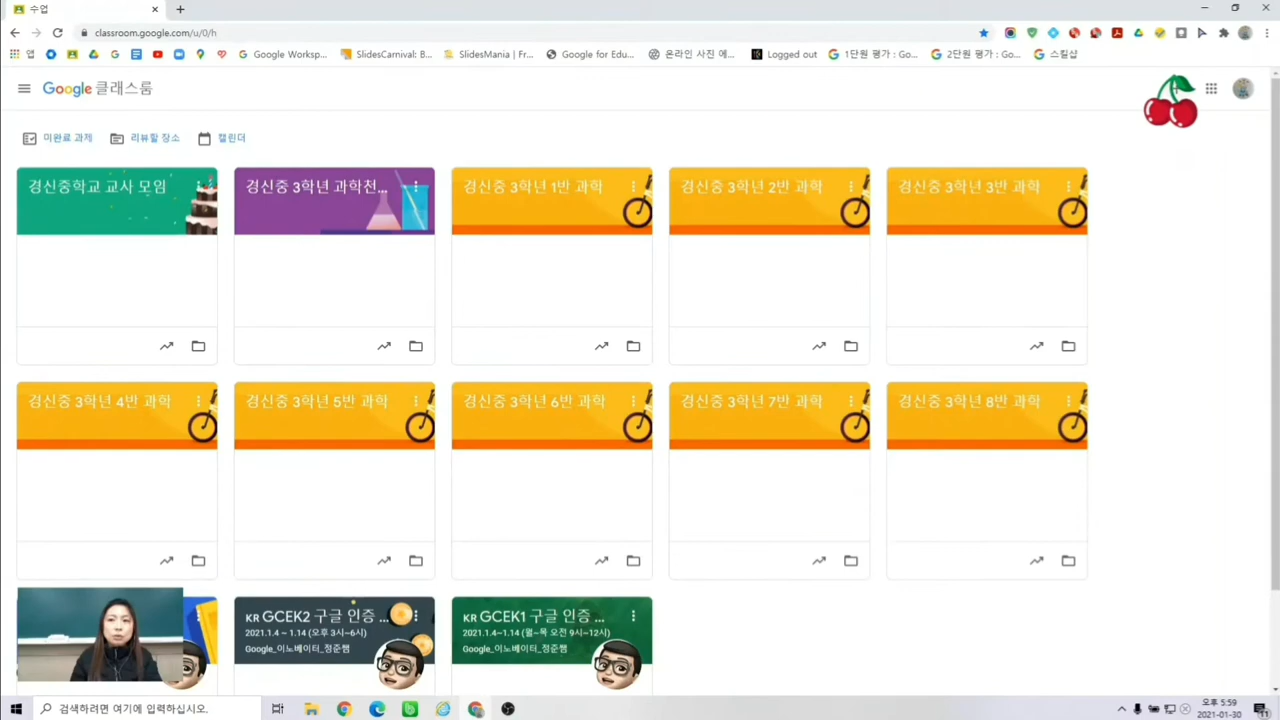 수업
classroom.google.com/u/0/h
앱
Google Worksp...
SlidesCarnival: B...
SlidesMania | Fr...
Google for Edu...
온라인 사진 에...
Logged out
1단원 평가 : Go...
2단원 평가 : Go...
스킬샵
Google 클래스룸
미완료 과제
리뷰할 장소
캘린더
경신중학교 교사 모임
경신중 3학년 과학천...
경신중 3학년 1반 과학
경신중 3학년 2반 과학
경신중 3학년 3반 과학
경신중 3학년 4반 과학
경신중 3학년 5반 과학
경신중 3학년 6반 과학
경신중 3학년 7반 과학
경신중 3학년 8반 과학
KR GCEK2 구글 인증 ...
2021.1.4 ~ 1.14 (오후 3시~6시)
Google_이노베이터_정준쌤
KR GCEK1 구글 인증 ...
2021.1.4~1.14 (월~목 오전 9시~12시)
Google_이노베이터_정준쌤
검색하려면 여기에 입력하십시오.
오후 5:59
2021-01-30